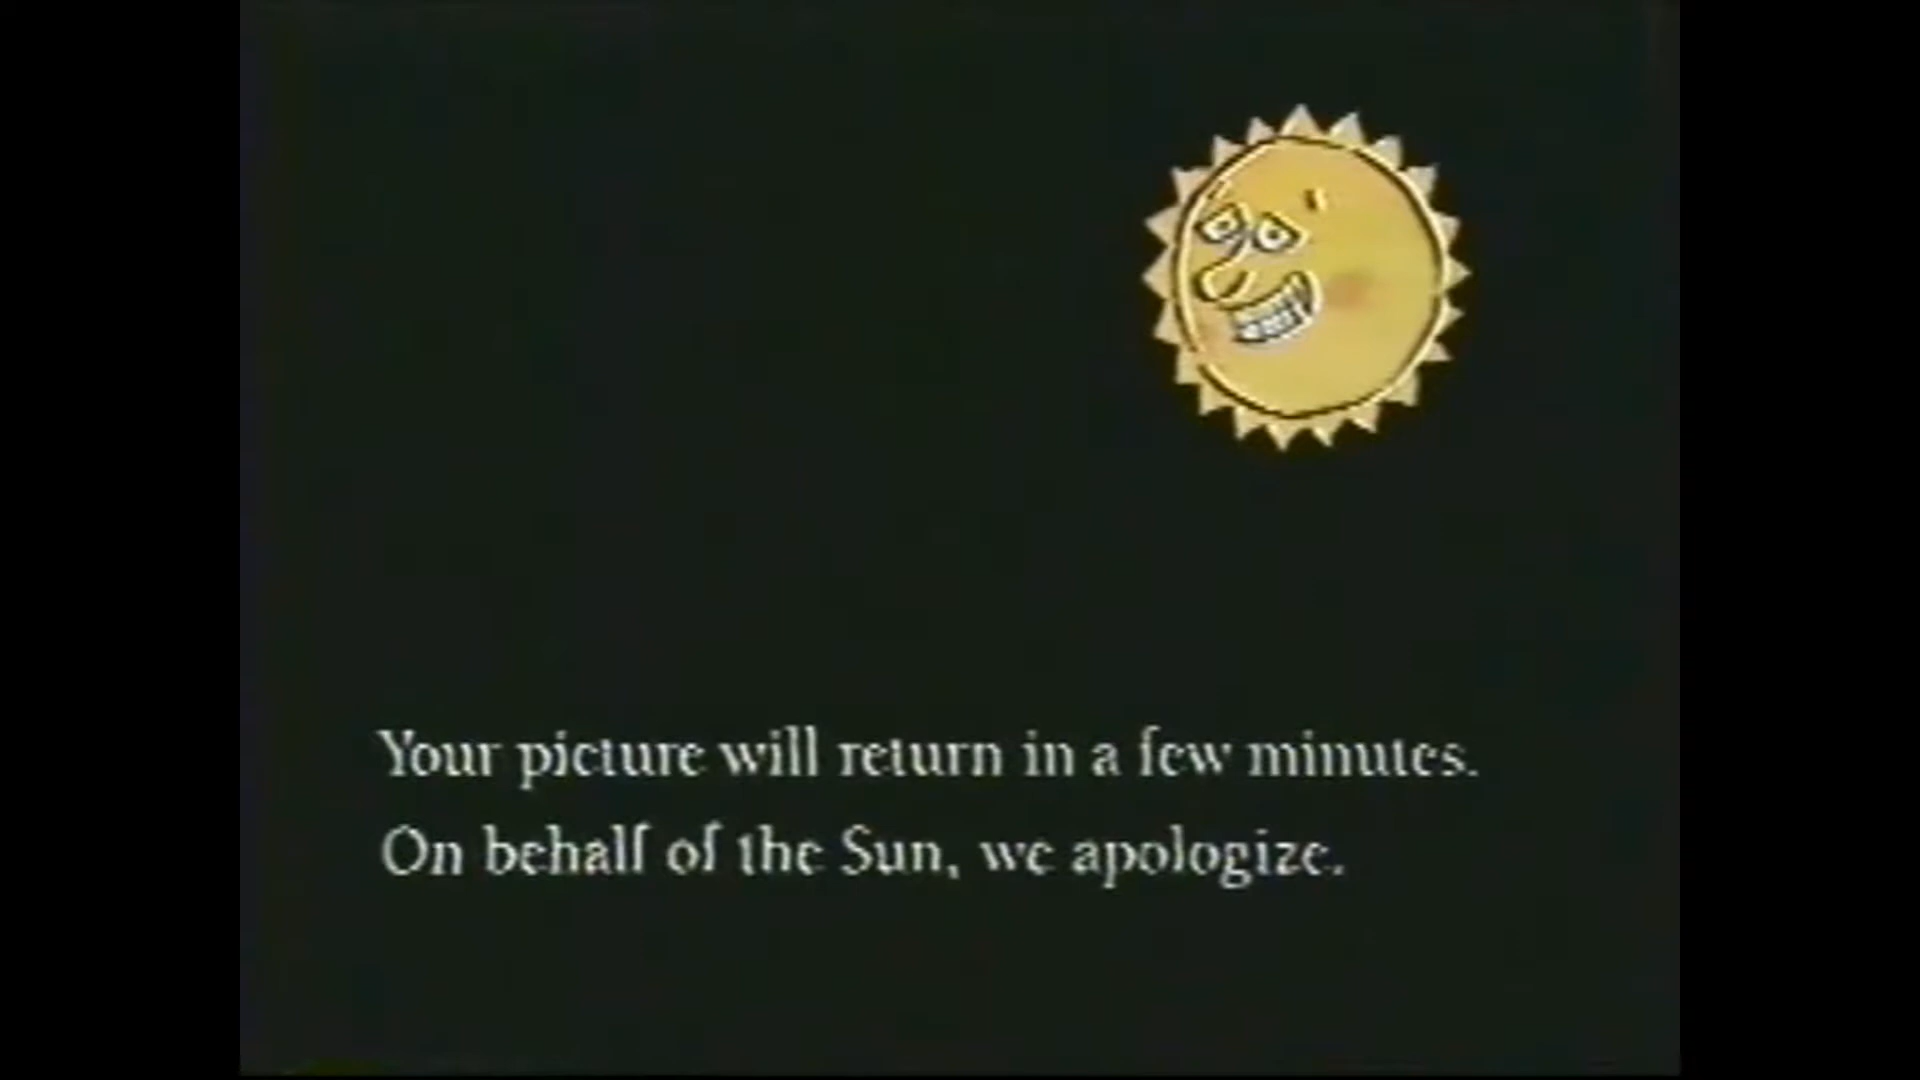 Your picture will return in a few minutes.
On behalf of the Sun, we apologize.